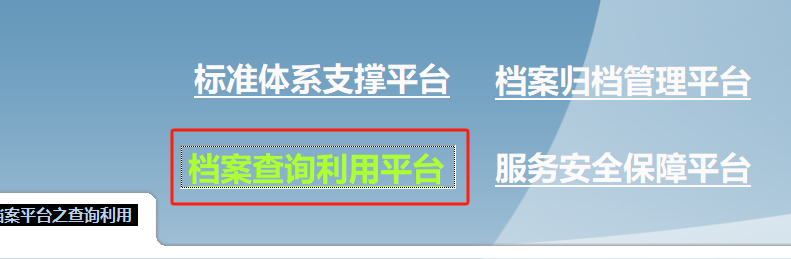 标准体系支撑平台 档案归档管理平台
档案查询利用平台 服务安全保障平台
案平台之查询利用